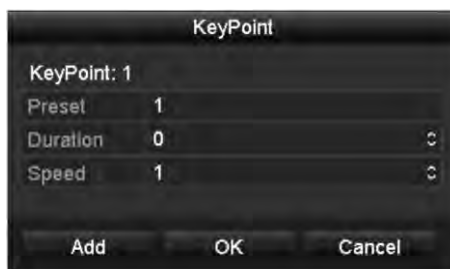 KeyPoint
KeyPoint: 1
Preset 1
Duration 0
Speed 1
Add OK Cancel